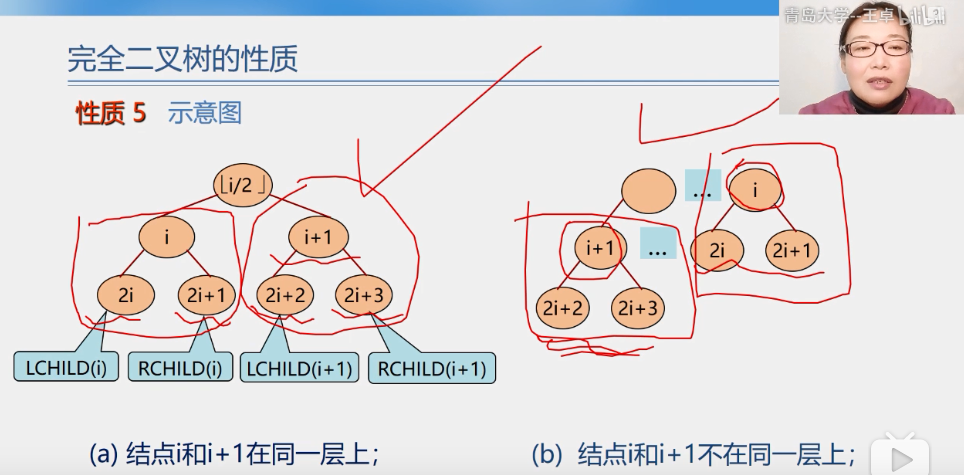 青岛大学--王卓
完全二叉树的性质
性质 5 示意图
⌊i/2⌋
i
i+1
2i
2i+1
2i+2
2i+3
LCHILD(i)
RCHILD(i)
LCHILD(i+1)
RCHILD(i+1)
(a) 结点i和i+1在同一层上；
...
i
i+1
...
2i
2i+1
2i+2
2i+3
(b) 结点i和i+1不在同一层上；